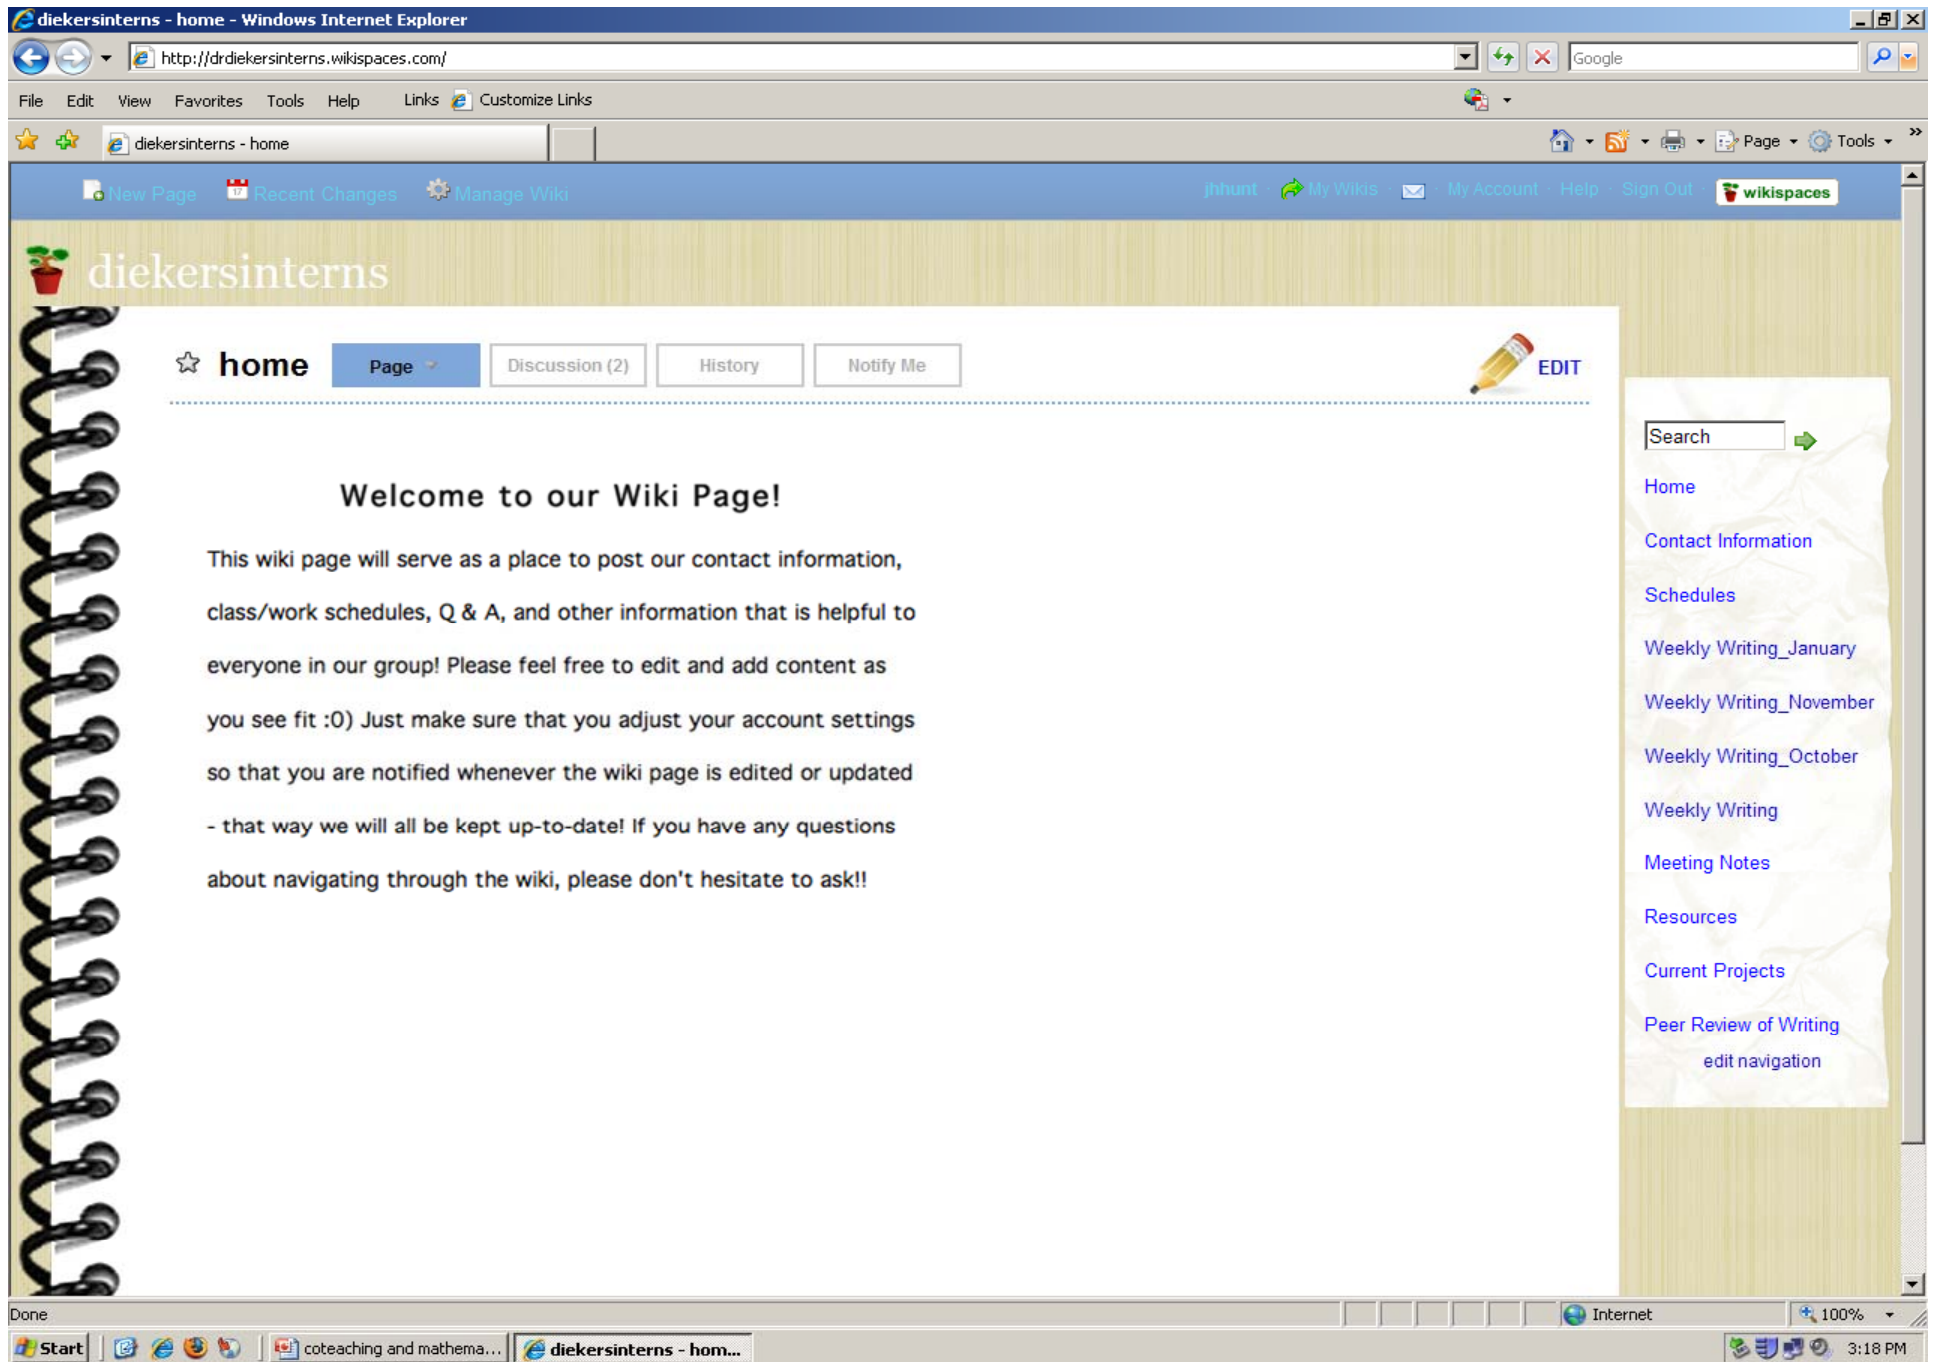 diekersinterns - home - Windows Internet Explorer
http://drdiekersinterns.wikispaces.com/
Google
File Edit View Favorites Tools Help Links Customize Links
diekersinterns - home
Page Tools »
New Page 17 Recent Changes Manage Wiki jhhunt · My Wikis · · My Account · Help · Sign Out · wikispaces
diekersinterns
home Page Discussion (2) History Notify Me EDIT
Welcome to our Wiki Page!
This wiki page will serve as a place to post our contact information,
class/work schedules, Q & A, and other information that is helpful to
everyone in our group! Please feel free to edit and add content as
you see fit :0) Just make sure that you adjust your account settings
so that you are notified whenever the wiki page is edited or updated
- that way we will all be kept up-to-date! If you have any questions
about navigating through the wiki, please don't hesitate to ask!!
Search
Home
Contact Information
Schedules
Weekly Writing_January
Weekly Writing_November
Weekly Writing_October
Weekly Writing
Meeting Notes
Resources
Current Projects
Peer Review of Writing
edit navigation
Done Internet 100%
Start coteaching and mathema... diekersinterns - hom... 3:18 PM